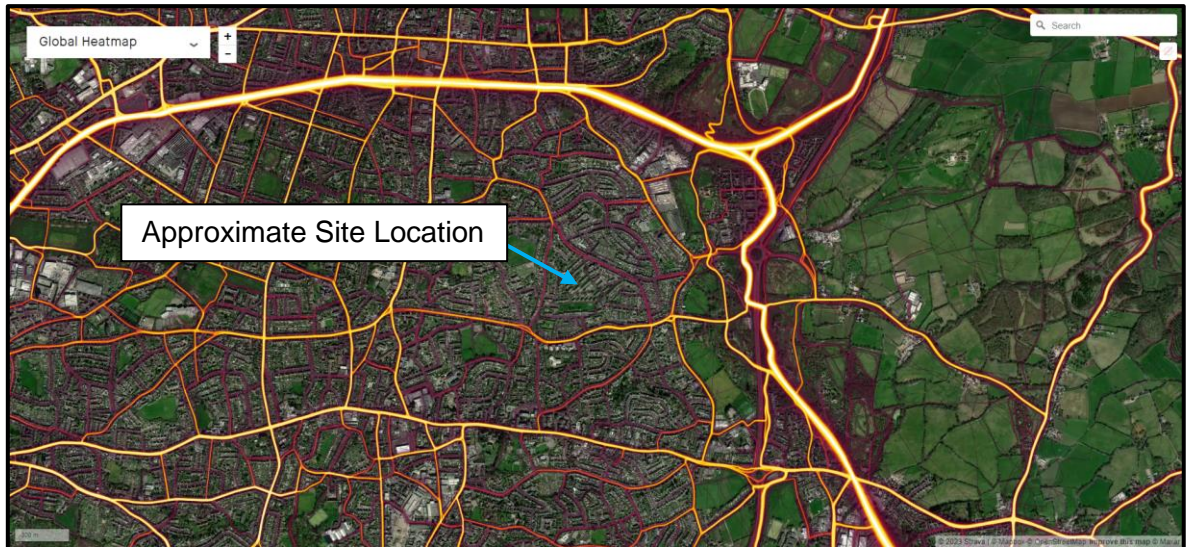 Global Heatmap
+
−
Search
Approximate Site Location
© 2023 Strava | © Mapbox © OpenStreetMap Improve this map © Maxar